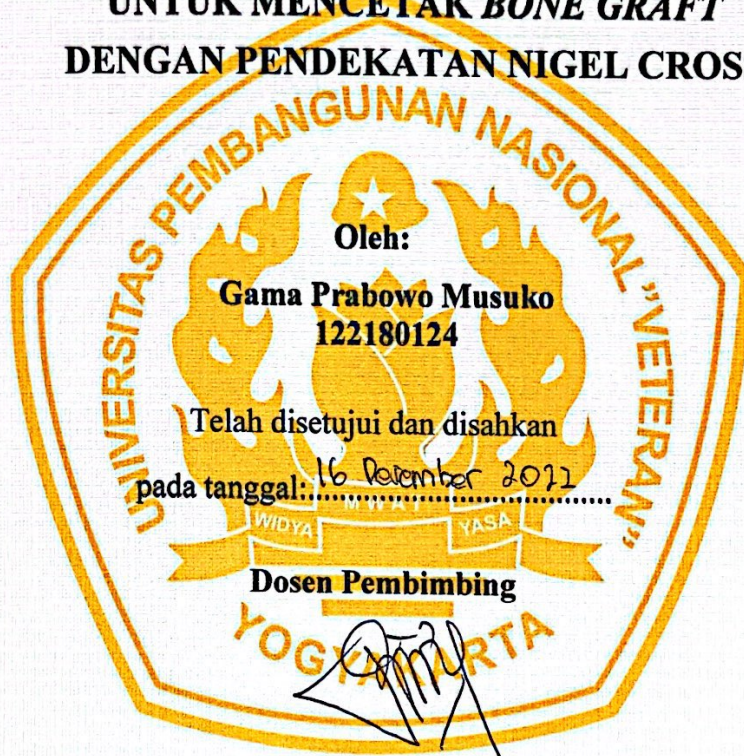 UNTUK MENCETAK BONE GRAFT
DENGAN PENDEKATAN NIGEL CROS
UNIVERSITAS PEMBANGUNAN NASIONAL "VETERAN"
Oleh:
Gama Prabowo Musuko
122180124
Telah disetujui dan disahkan
pada tanggal: 16 Desember 2022
WIDYA MWAT YASA
Dosen Pembimbing
YOGYAKARTA